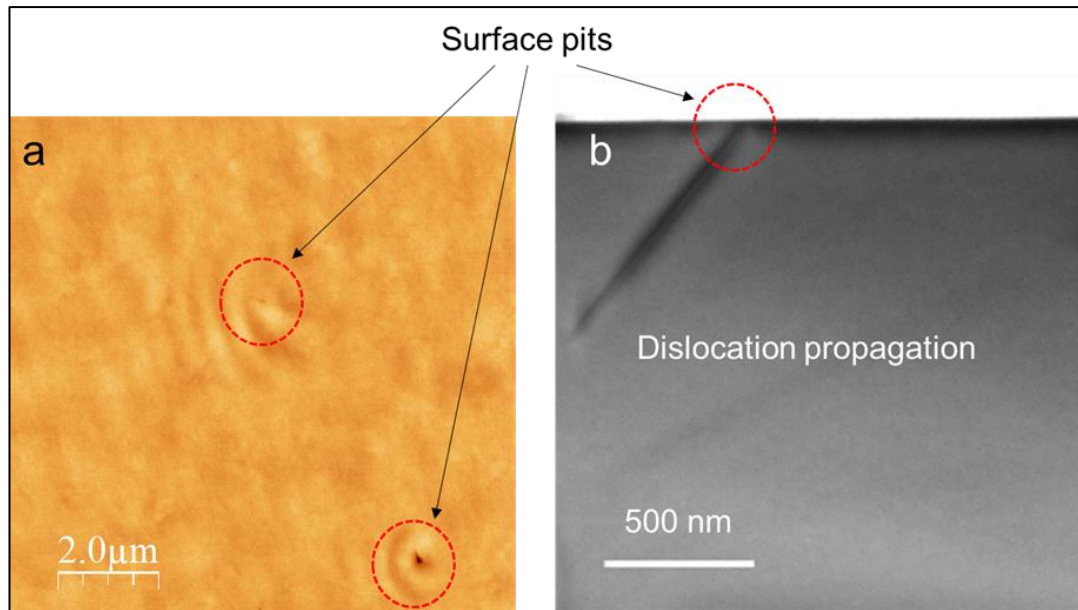 Surface pits
a
b
Dislocation propagation
2.0µm
500 nm